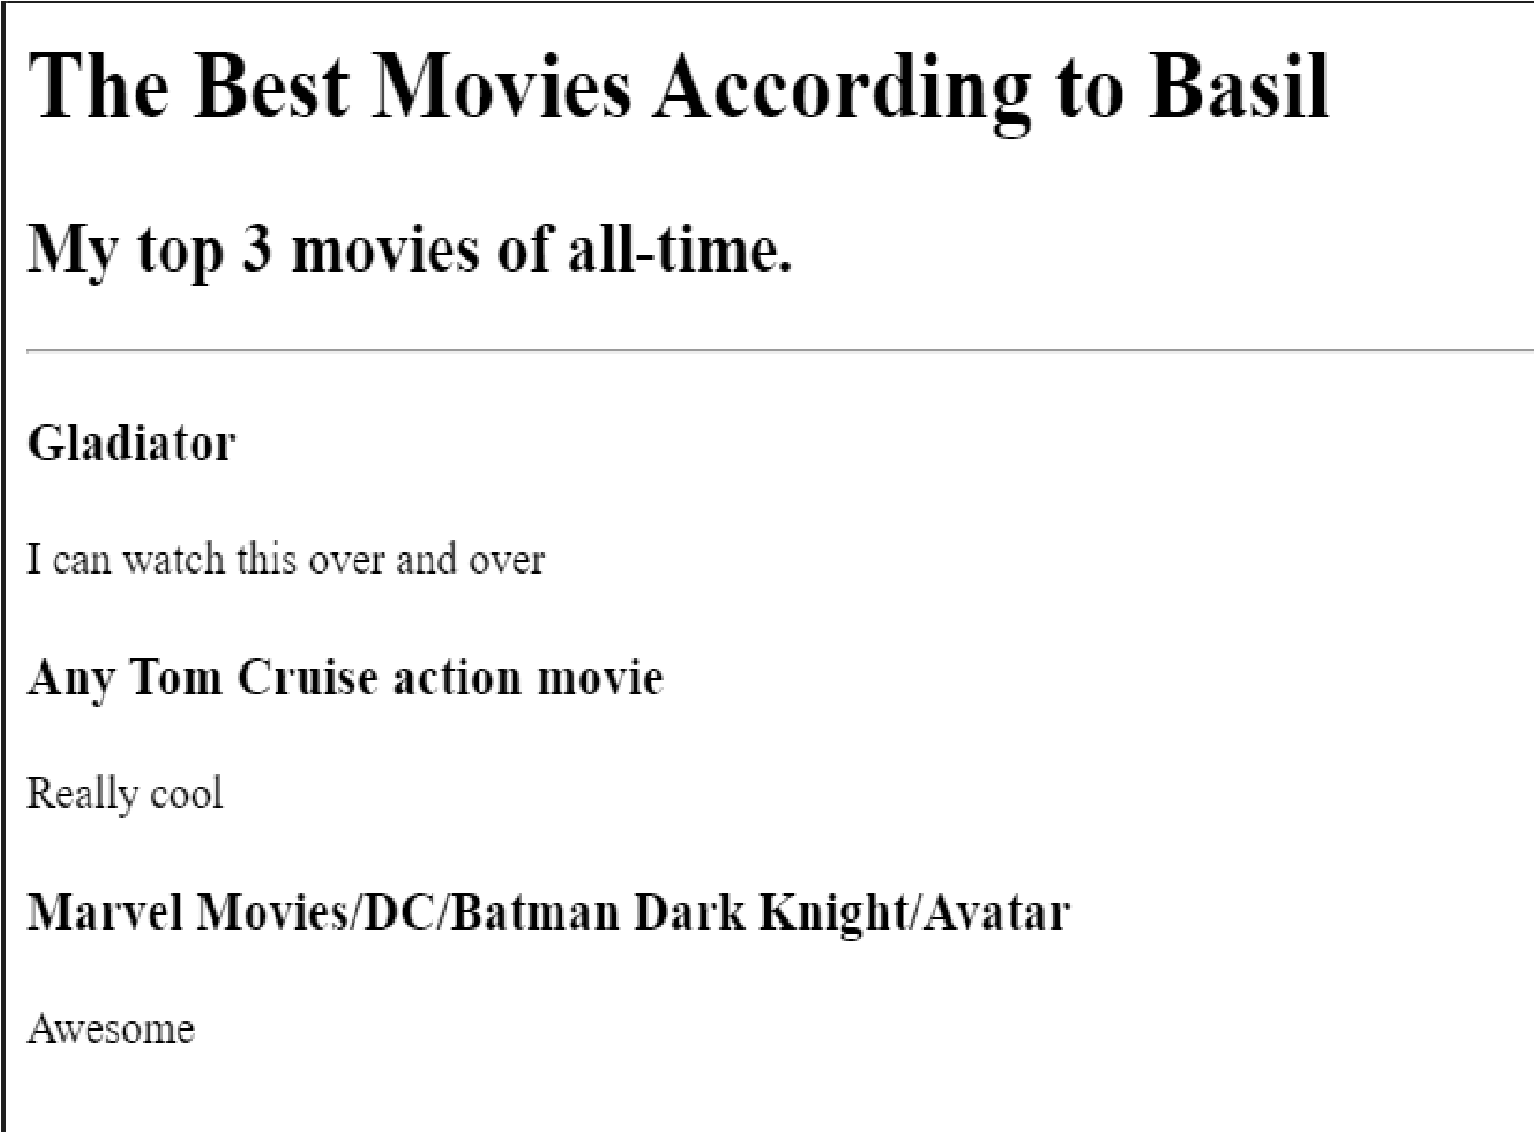 The Best Movies According to Basil
My top 3 movies of all-time.
Gladiator
I can watch this over and over
Any Tom Cruise action movie
Really cool
Marvel Movies/DC/Batman Dark Knight/Avatar
Awesome